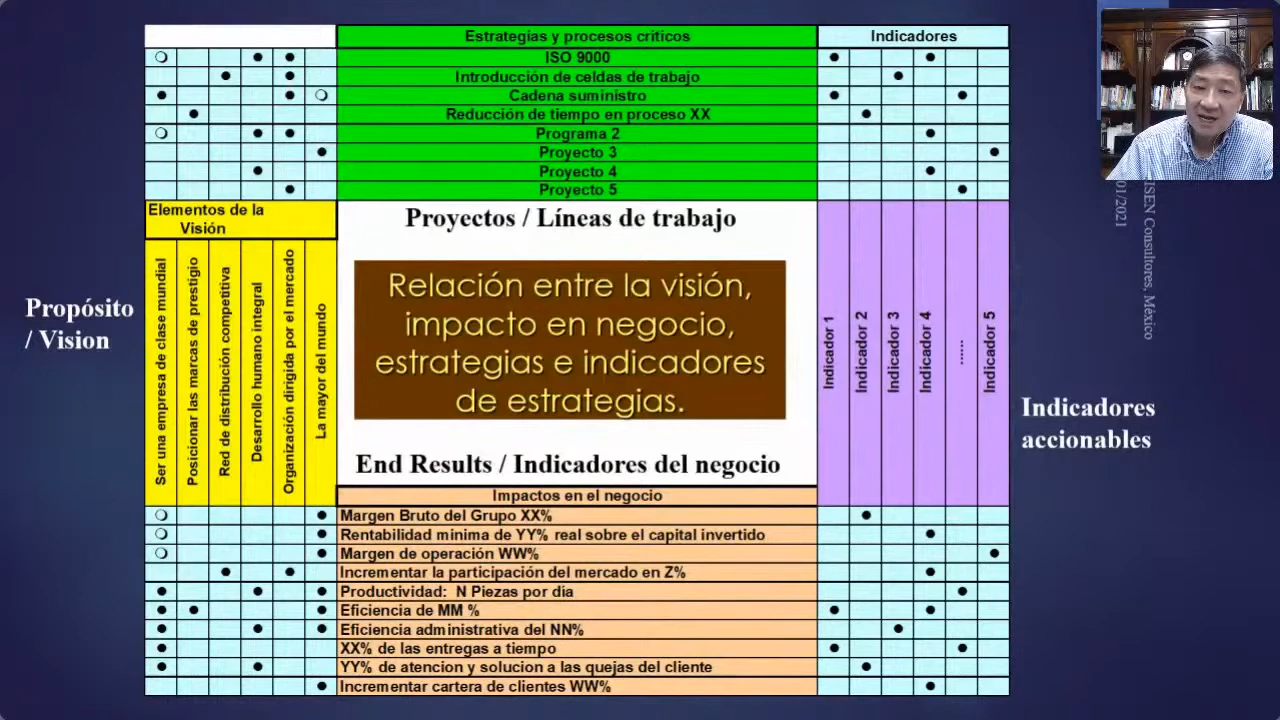 Estrategias y procesos criticos
Indicadores
ISO 9000
Introducción de celdas de trabajo
Cadena suministro
Reducción de tiempo en proceso XX
Programa 2
Proyecto 3
Proyecto 4
Proyecto 5
Elementos de la
Visión
Proyectos / Líneas de trabajo
Relación entre la visión,
impacto en negocio,
estrategias e indicadores
de estrategias.
Propósito
/ Vision
Ser una empresa de clase mundial
Posicionar las marcas de prestigio
Red de distribución competitiva
Desarrollo humano integral
Organización dirigida por el mercado
La mayor del mundo
Indicador 1
Indicador 2
Indicador 3
Indicador 4
.......
Indicador 5
Indicadores
accionables
End Results / Indicadores del negocio
Impactos en el negocio
Margen Bruto del Grupo XX%
Rentabilidad minima de YY% real sobre el capital invertido
Margen de operación WW%
Incrementar la participación del mercado en Z%
Productividad: N Piezas por día
Eficiencia de MM %
Eficiencia administrativa del NN%
XX% de las entregas a tiempo
YY% de atencion y solucion a las quejas del cliente
Incrementar cartera de clientes WW%
ISEN Consultores, México
01/2021